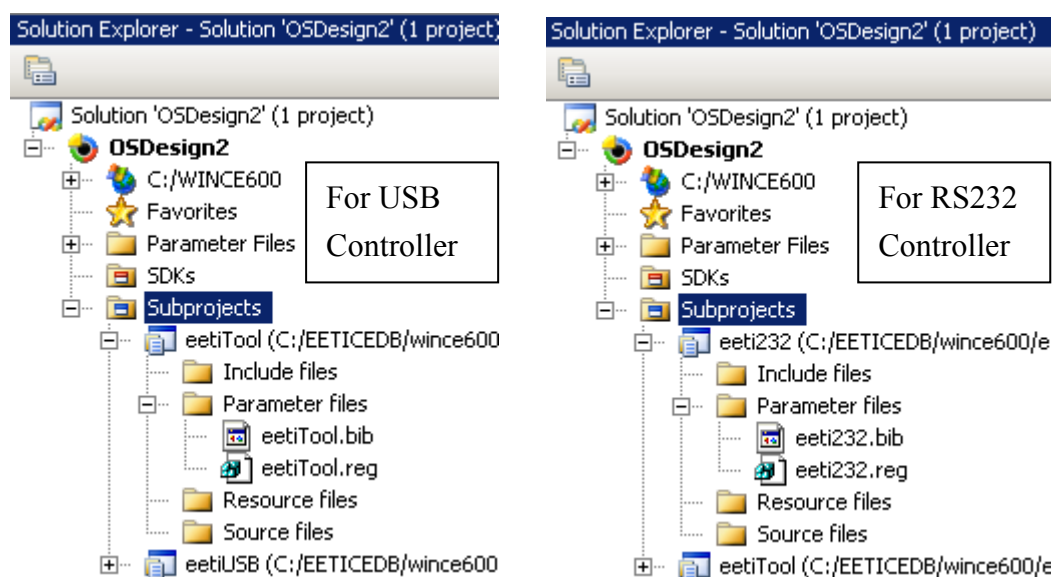 Solution Explorer - Solution 'OSDesign2' (1 project)
Solution 'OSDesign2' (1 project)
OSDesign2
C:/WINCE600
Favorites
Parameter Files
SDKs
Subprojects
eetiTool (C:/EETICEDB/wince600
Include files
Parameter files
eetiTool.bib
eetiTool.reg
Resource files
Source files
eetiUSB (C:/EETICEDB/wince600
For USB
Controller
Solution Explorer - Solution 'OSDesign2' (1 project)
Solution 'OSDesign2' (1 project)
OSDesign2
C:/WINCE600
Favorites
Parameter Files
SDKs
Subprojects
eeti232 (C:/EETICEDB/wince600/e
Include files
Parameter files
eeti232.bib
eeti232.reg
Resource files
Source files
eetiTool (C:/EETICEDB/wince600/e
For RS232
Controller